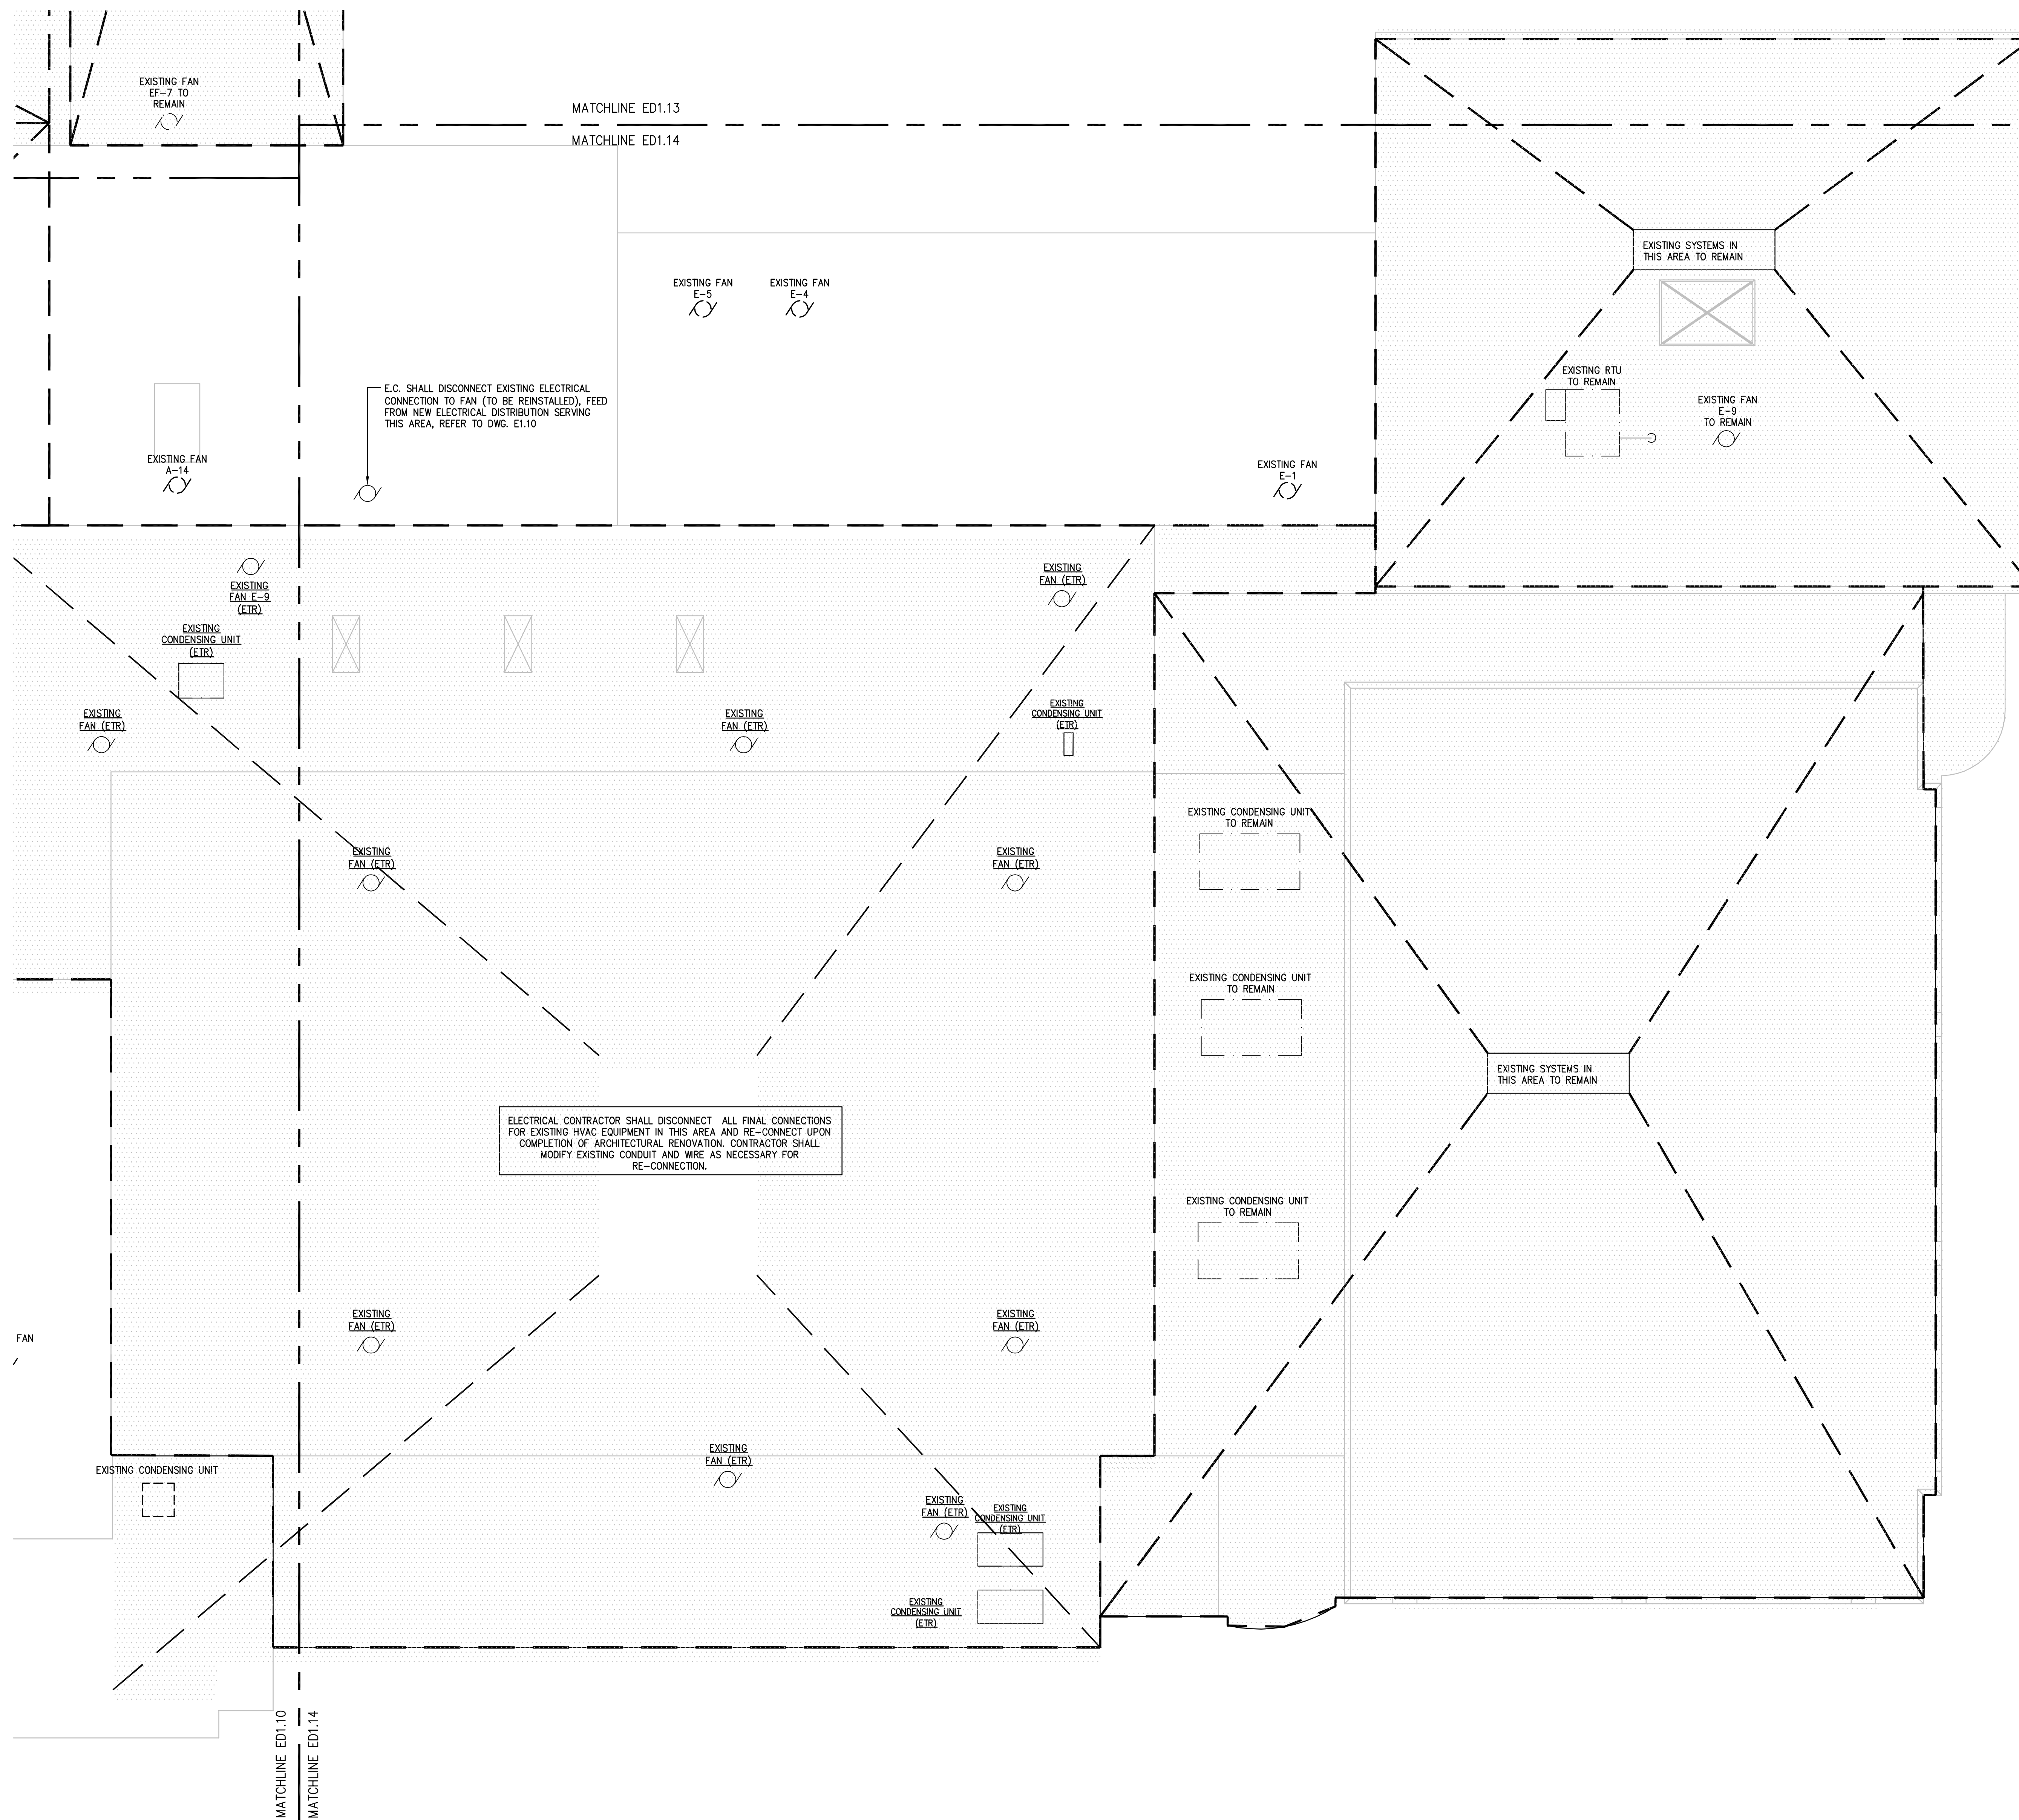 EXISTING FAN
EF-7 TO
REMAIN
MATCHLINE ED1.13
MATCHLINE ED1.14
EXISTING SYSTEMS IN
THIS AREA TO REMAIN
EXISTING FAN
E-5
EXISTING FAN
E-4
EXISTING RTU
TO REMAIN
EXISTING FAN
E-9
TO REMAIN
E.C. SHALL DISCONNECT EXISTING ELECTRICAL
CONNECTION TO FAN (TO BE REINSTALLED), FEED
FROM NEW ELECTRICAL DISTRIBUTION SERVING
THIS AREA, REFER TO DWG. E1.10
EXISTING FAN
A-14
EXISTING FAN
E-1
EXISTING
FAN E-9
(ETR)
EXISTING
FAN (ETR)
EXISTING
CONDENSING UNIT
(ETR)
EXISTING
FAN (ETR)
EXISTING
FAN (ETR)
EXISTING
CONDENSING UNIT
(ETR)
EXISTING CONDENSING UNIT
TO REMAIN
EXISTING
FAN (ETR)
EXISTING
FAN (ETR)
EXISTING CONDENSING UNIT
TO REMAIN
EXISTING SYSTEMS IN
THIS AREA TO REMAIN
ELECTRICAL CONTRACTOR SHALL DISCONNECT ALL FINAL CONNECTIONS
FOR EXISTING HVAC EQUIPMENT IN THIS AREA AND RE-CONNECT UPON
COMPLETION OF ARCHITECTURAL RENOVATION. CONTRACTOR SHALL
MODIFY EXISTING CONDUIT AND WIRE AS NECESSARY FOR
RE-CONNECTION.
EXISTING CONDENSING UNIT
TO REMAIN
FAN
EXISTING
FAN (ETR)
EXISTING
FAN (ETR)
EXISTING
FAN (ETR)
EXISTING CONDENSING UNIT
EXISTING
FAN (ETR)
EXISTING
CONDENSING UNIT
(ETR)
EXISTING
CONDENSING UNIT
(ETR)
MATCHLINE ED1.10
MATCHLINE ED1.14